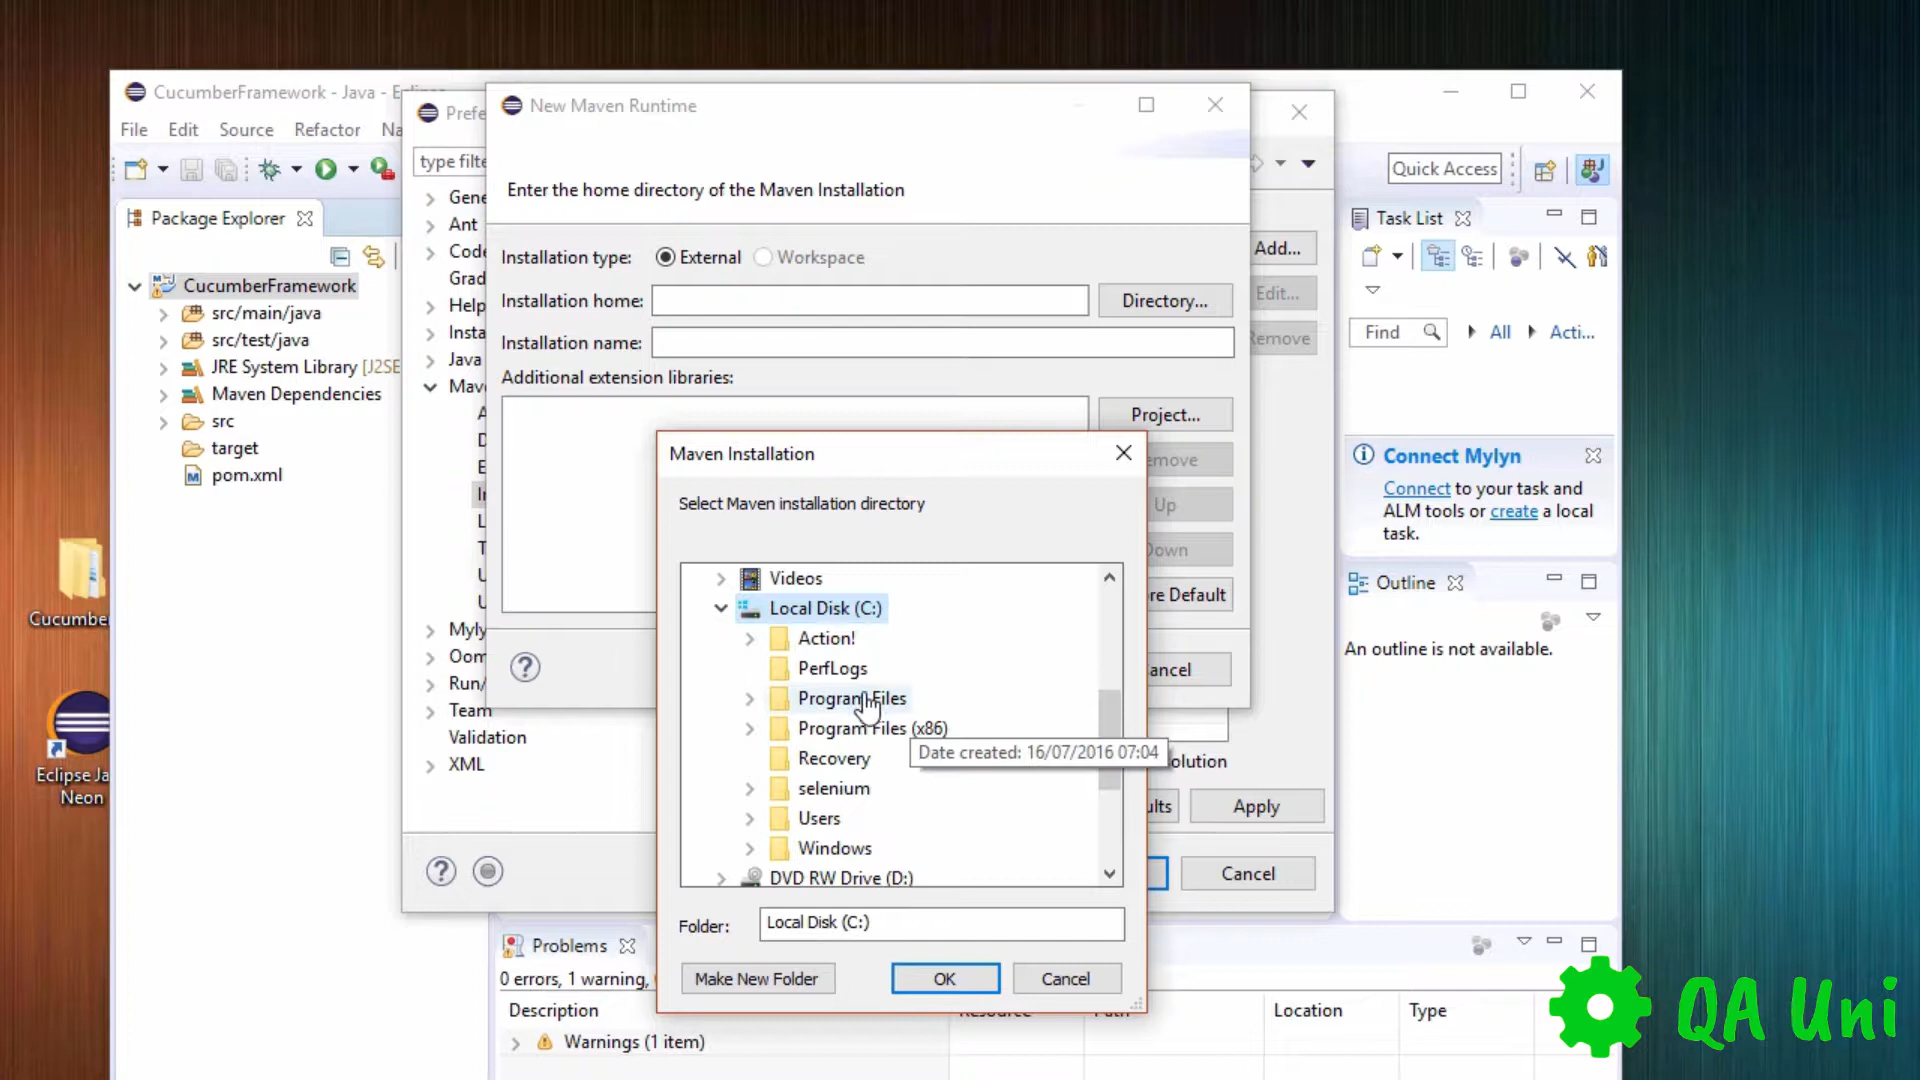 CucumberFramework - Java - Ec
File Edit Source Refactor Na
Quick Access
Package Explorer
CucumberFramework
src/main/java
src/test/java
JRE System Library [J2SE
Maven Dependencies
src
target
pom.xml
Cucumber
Eclipse Ja
Neon
Prefe
type filte
Gene
Ant
Code
Grad
Help
Insta
Java
Mav
Myly
Oom
Run/
Team
Validation
XML
Add...
Edit...
Remove
Apply
Cancel
New Maven Runtime
Enter the home directory of the Maven Installation
Installation type: External Workspace
Installation home: Directory...
Installation name:
Additional extension libraries:
Project...
emove
Up
Down
re Default
ancel
olution
ults
Maven Installation
Select Maven installation directory
Videos
Local Disk (C:)
Action!
PerfLogs
Program Files
Program Files (x86)
Date created: 16/07/2016 07:04
Recovery
selenium
Users
Windows
DVD RW Drive (D:)
Folder: Local Disk (C:)
Make New Folder OK Cancel
Task List
Find All Acti...
Connect Mylyn
Connect to your task and
ALM tools or create a local
task.
Outline
An outline is not available.
Problems
0 errors, 1 warning,
Description Location Type
Warnings (1 item)
QA Uni